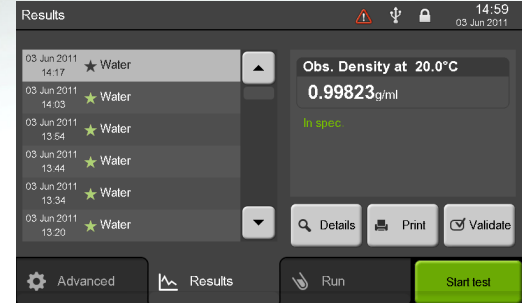 Results
14:59
03 Jun 2011
03 Jun 2011
14:17
Water
03 Jun 2011
14:03
Water
03 Jun 2011
13:54
Water
03 Jun 2011
13:44
Water
03 Jun 2011
13:34
Water
03 Jun 2011
13:20
Water
Obs. Density at 20.0°C
0.99823g/ml
In spec.
Details
Print
Validate
Advanced
Results
Run
Start test